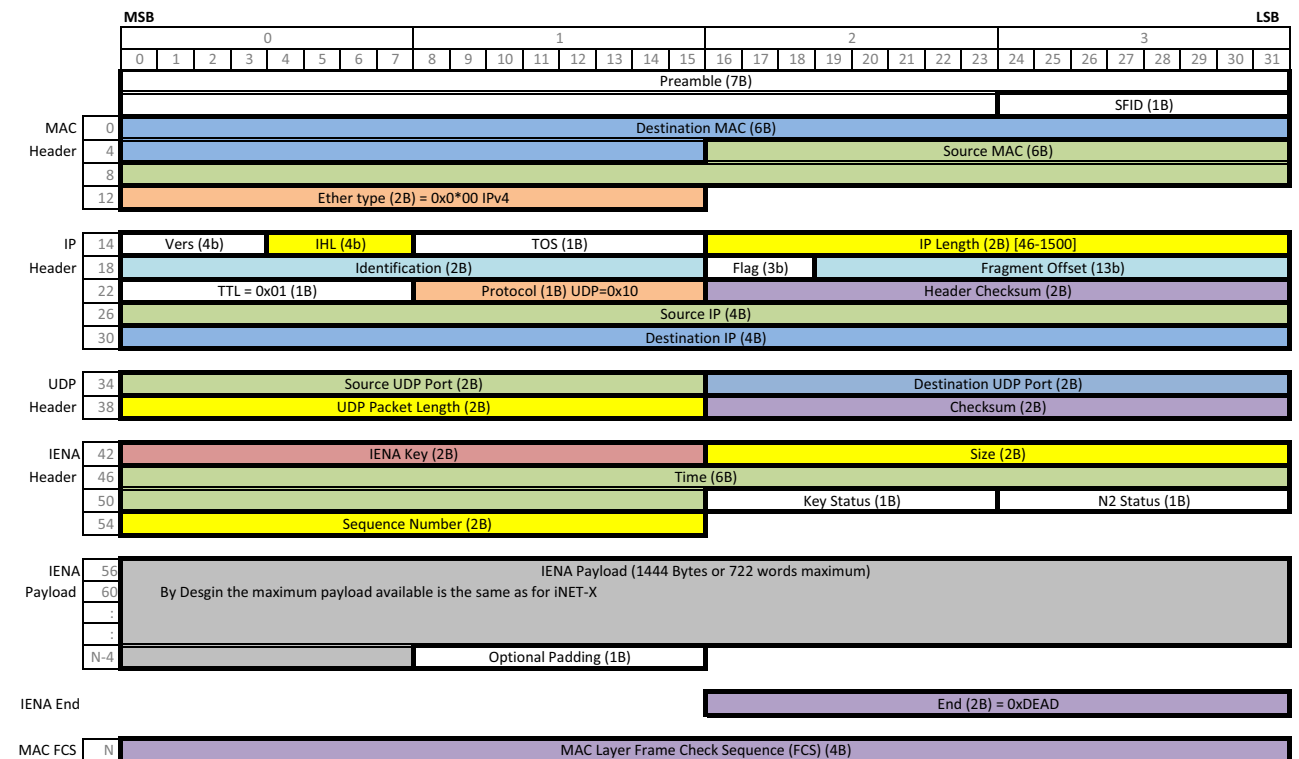 MSB LSB
0 1 2 3
0 1 2 3 4 5 6 7 8 9 10 11 12 13 14 15 16 17 18 19 20 21 22 23 24 25 26 27 28 29 30 31
Preamble (7B)
SFID (1B)
MAC 0 Destination MAC (6B)
Header 4 Source MAC (6B)
8
12 Ether type (2B) = 0x0*00 IPv4
IP 14 Vers (4b) IHL (4b) TOS (1B) IP Length (2B) [46-1500]
Header 18 Identification (2B) Flag (3b) Fragment Offset (13b)
22 TTL = 0x01 (1B) Protocol (1B) UDP=0x10 Header Checksum (2B)
26 Source IP (4B)
30 Destination IP (4B)
UDP 34 Source UDP Port (2B) Destination UDP Port (2B)
Header 38 UDP Packet Length (2B) Checksum (2B)
IENA 42 IENA Key (2B) Size (2B)
Header 46 Time (6B)
50 Key Status (1B) N2 Status (1B)
54 Sequence Number (2B)
IENA 56 IENA Payload (1444 Bytes or 722 words maximum)
Payload 60 By Desgin the maximum payload available is the same as for iNET-X
:
:
N-4 Optional Padding (1B)
IENA End End (2B) = 0xDEAD
MAC FCS N MAC Layer Frame Check Sequence (FCS) (4B)